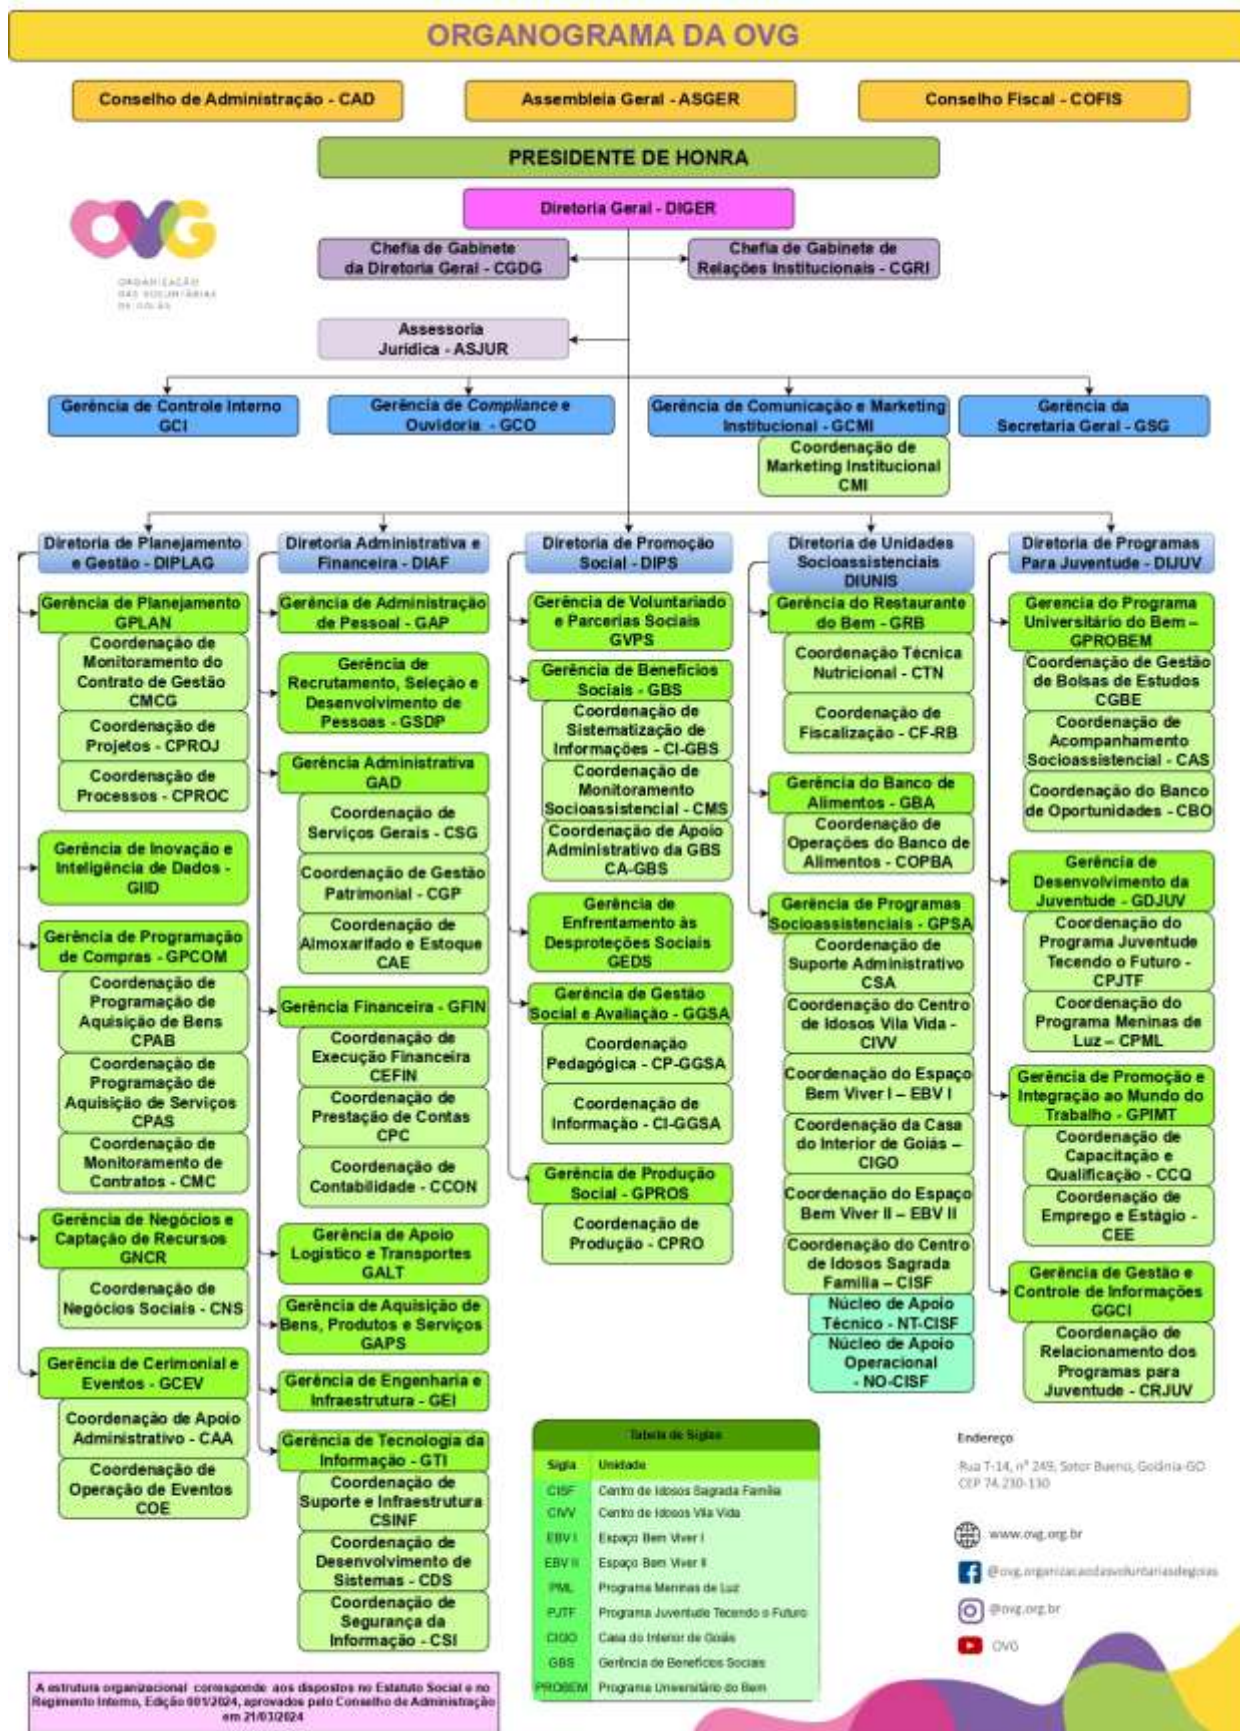 ORGANOGRAMA DA OVG
Conselho de Administração - CAD
Assembleia Geral - ASGER
Conselho Fiscal - COFIS
PRESIDENTE DE HONRA
Diretoria Geral - DIGER
OVG
ORGANIZAÇÃO
DAS VOLUNTÁRIAS
DE GOIÁS
Chefia de Gabinete
da Diretoria Geral - CGDG
Chefia de Gabinete de
Relações Institucionais - CGRI
Assessoria
Jurídica - ASJUR
Gerência de Controle Interno
GCI
Gerência de Compliance e
Ouvidoria - GCO
Gerência de Comunicação e Marketing
Institucional - GCMI
Coordenação de
Marketing Institucional
CMI
Gerência da
Secretaria Geral - GSG
Diretoria de Planejamento
e Gestão - DIPLAG
Gerência de Planejamento
GPLAN
Coordenação de
Monitoramento do
Contrato de Gestão
CMCG
Coordenação de
Projetos - CPROJ
Coordenação de
Processos - CPROC
Gerência de Inovação e
Inteligência de Dados -
GIID
Gerência de Programação
de Compras - GPCOM
Coordenação de
Programação de
Aquisição de Bens
CPAB
Coordenação de
Programação de
Aquisição de Serviços
CPAS
Coordenação de
Monitoramento de
Contratos - CMC
Gerência de Negócios e
Captação de Recursos
GNCR
Coordenação de
Negócios Sociais - CNS
Gerência de Cerimonial e
Eventos - GCEV
Coordenação de Apoio
Administrativo - CAA
Coordenação de
Operação de Eventos
COE
Diretoria Administrativa e
Financeira - DIAF
Gerência de Administração
de Pessoal - GAP
Gerência de
Recrutamento, Seleção e
Desenvolvimento de
Pessoas - GSDP
Gerência Administrativa
GAD
Coordenação de
Serviços Gerais - CSG
Coordenação de Gestão
Patrimonial - CGP
Coordenação de
Almoxarifado e Estoque
CAE
Gerência Financeira - GFIN
Coordenação de
Execução Financeira
CEFIN
Coordenação de
Prestação de Contas
CPC
Coordenação de
Contabilidade - CCON
Gerência de Apoio
Logístico e Transportes
GALT
Gerência de Aquisição de
Bens, Produtos e Serviços
GAPS
Gerência de Engenharia e
Infraestrutura - GEI
Gerência de Tecnologia da
Informação - GTI
Coordenação de
Suporte e Infraestrutura
CSINF
Coordenação de
Desenvolvimento de
Sistemas - CDS
Coordenação de
Segurança da
Informação - CSI
Diretoria de Promoção
Social - DIPS
Gerência de Voluntariado
e Parcerias Sociais
GVPS
Gerência de Benefícios
Sociais - GBS
Coordenação de
Sistematização de
Informações - CI-GBS
Coordenação de
Monitoramento
Socioassistencial - CMS
Coordenação de Apoio
Administrativo da GBS
CA-GBS
Gerência de
Enfrentamento às
Desproteções Sociais
GEDS
Gerência de Gestão
Social e Avaliação - GGSA
Coordenação
Pedagógica - CP-GGSA
Coordenação de
Informação - CI-GGSA
Gerência de Produção
Social - GPROS
Coordenação de
Produção - CPRO
Diretoria de Unidades
Socioassistenciais
DIUNIS
Gerência do Restaurante
do Bem - GRB
Coordenação Técnica
Nutricional - CTN
Coordenação de
Fiscalização - CF-RB
Gerência do Banco de
Alimentos - GBA
Coordenação de
Operações do Banco de
Alimentos - COPBA
Gerência de Programas
Socioassistenciais - GPSA
Coordenação de
Suporte Administrativo
CSA
Coordenação do Centro
de Idosos Vila Vida -
CIVV
Coordenação do Espaço
Bem Viver I – EBV I
Coordenação da Casa
do Interior de Goiás –
CIGO
Coordenação do Espaço
Bem Viver II – EBV II
Coordenação do Centro
de Idosos Sagrada
Família – CISF
Núcleo de Apoio
Técnico - NT-CISF
Núcleo de Apoio
Operacional
- NO-CISF
Diretoria de Programas
Para Juventude - DIJUV
Gerencia do Programa
Universitário do Bem –
GPROBEM
Coordenação de Gestão
de Bolsas de Estudos
CGBE
Coordenação de
Acompanhamento
Socioassistencial - CAS
Coordenação do Banco
de Oportunidades - CBO
Gerência de
Desenvolvimento da
Juventude - GDJUV
Coordenação do
Programa Juventude
Tecendo o Futuro -
CPJTF
Coordenação do
Programa Meninas de
Luz – CPML
Gerência de Promoção e
Integração ao Mundo do
Trabalho - GPIMT
Coordenação de
Capacitação e
Qualificação - CCQ
Coordenação de
Emprego e Estágio -
CEE
Gerência de Gestão e
Controle de Informações
GGCI
Coordenação de
Relacionamento dos
Programas para
Juventude - CRJUV
Tabela de Siglas
Sigla Unidade
CISF Centro de Idosos Sagrada Família
CIVV Centro de Idosos Vila Vida
EBV I Espaço Bem Viver I
EBV II Espaço Bem Viver II
PML Programa Meninas de Luz
PJTF Programa Juventude Tecendo o Futuro
CIGO Casa do Interior de Goiás
GBS Gerência de Benefícios Sociais
PROBEM Programa Universitário do Bem
Endereço
Rua T-14, nº 249, Setor Bueno, Goiânia-GO
CEP 74.230-130
www.ovg.org.br
@ovg.organizacaodasvoluntariasdegoias
@ovg.org.br
OVG
A estrutura organizacional corresponde aos dispostos no Estatuto Social e no
Regimento Interno, Edição 001/2024, aprovados pelo Conselho de Administração
em 21/03/2024